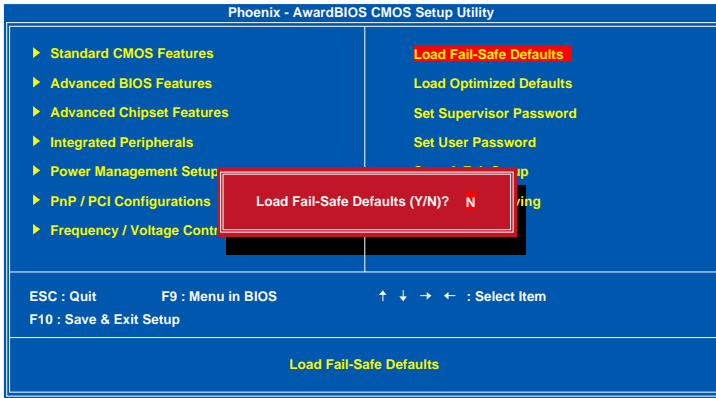 Phoenix - AwardBIOS CMOS Setup Utility
Standard CMOS Features
Advanced BIOS Features
Advanced Chipset Features
Integrated Peripherals
Power Management Setup
PnP / PCI Configurations
Frequency / Voltage Contr
Load Fail-Safe Defaults
Load Optimized Defaults
Set Supervisor Password
Set User Password
Load Fail-Safe Defaults (Y/N)? N
ESC : Quit F9 : Menu in BIOS ↑ ↓ → ← : Select Item
F10 : Save & Exit Setup
Load Fail-Safe Defaults